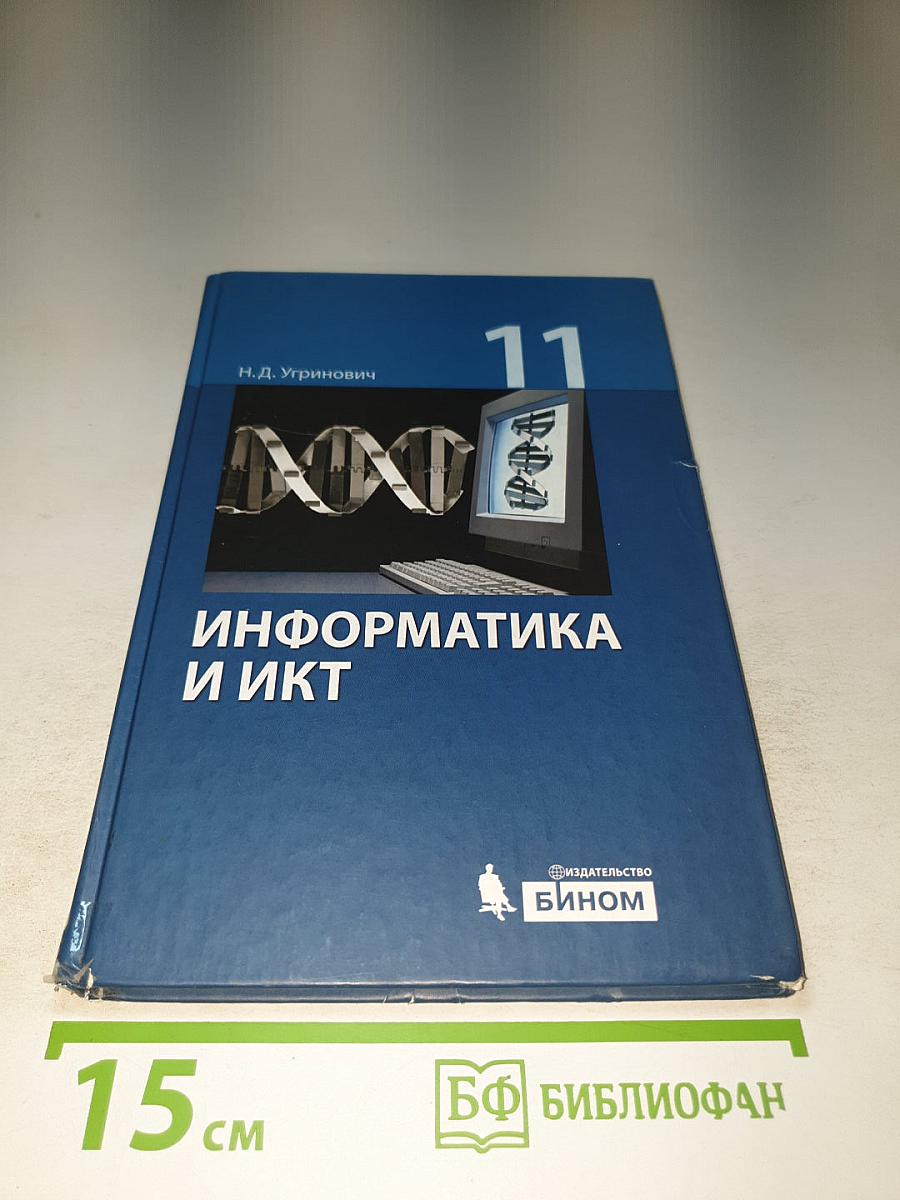 11
Н. Д. Угринович
ИНФОРМАТИКА
И ИКТ
ИЗДАТЕЛЬСТВО
БИНОМ
15 см
БФ БИБЛИОФАН